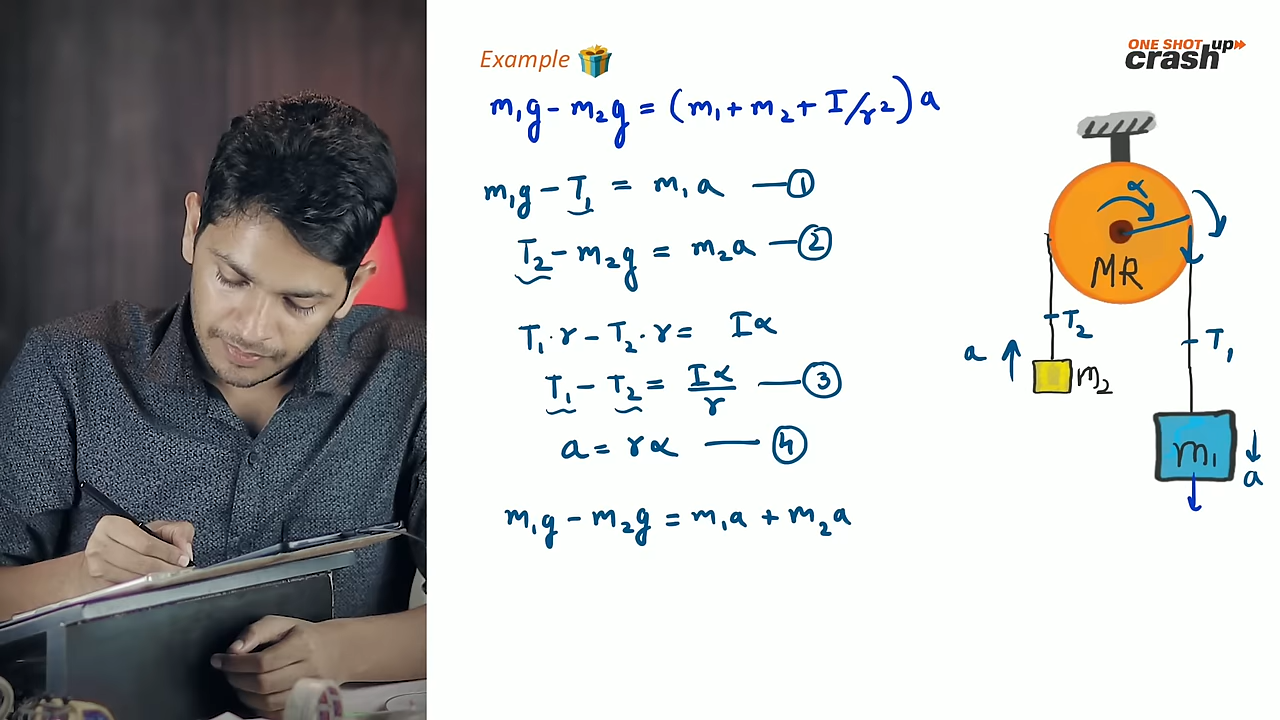 Example
ONE SHOT
crash up
m₁g - m₂g = (m₁ + m₂ + I/r²) a
m₁g - T₁ = m₁a — ①
T₂ - m₂g = m₂a — ②
T₁·r - T₂·r = Iα
T₁ - T₂ = Iα/r — ③
a = rα — ④
m₁g - m₂g = m₁a + m₂a
α
MR
T₂
T₁
a
m₂
m₁
a